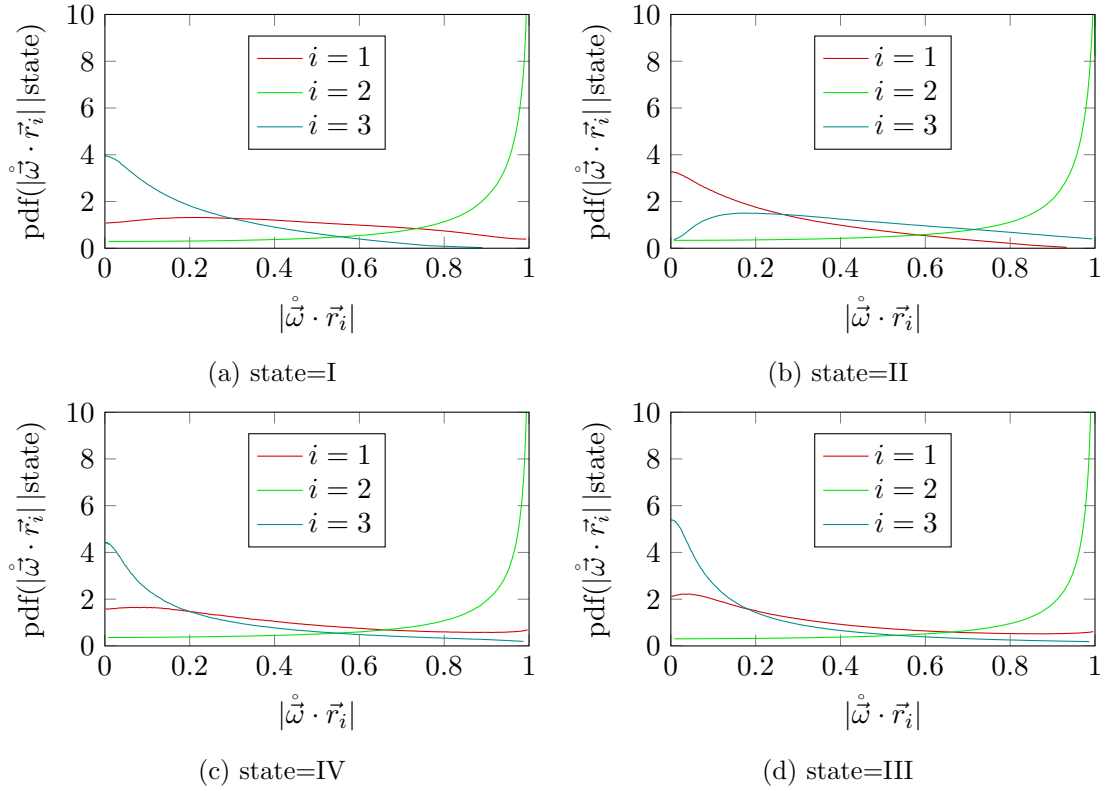 10
8
6
4
2
0
pdf(|ω⃗̊ · r⃗ᵢ| |state)
i = 1
i = 2
i = 3
0 0.2 0.4 0.6 0.8 1
|ω⃗̊ · r⃗ᵢ|
(a) state=I
10
8
6
4
2
0
pdf(|ω⃗̊ · r⃗ᵢ| |state)
i = 1
i = 2
i = 3
0 0.2 0.4 0.6 0.8 1
|ω⃗̊ · r⃗ᵢ|
(b) state=II
10
8
6
4
2
0
pdf(|ω⃗̊ · r⃗ᵢ| |state)
i = 1
i = 2
i = 3
0 0.2 0.4 0.6 0.8 1
|ω⃗̊ · r⃗ᵢ|
(c) state=IV
10
8
6
4
2
0
pdf(|ω⃗̊ · r⃗ᵢ| |state)
i = 1
i = 2
i = 3
0 0.2 0.4 0.6 0.8 1
|ω⃗̊ · r⃗ᵢ|
(d) state=III